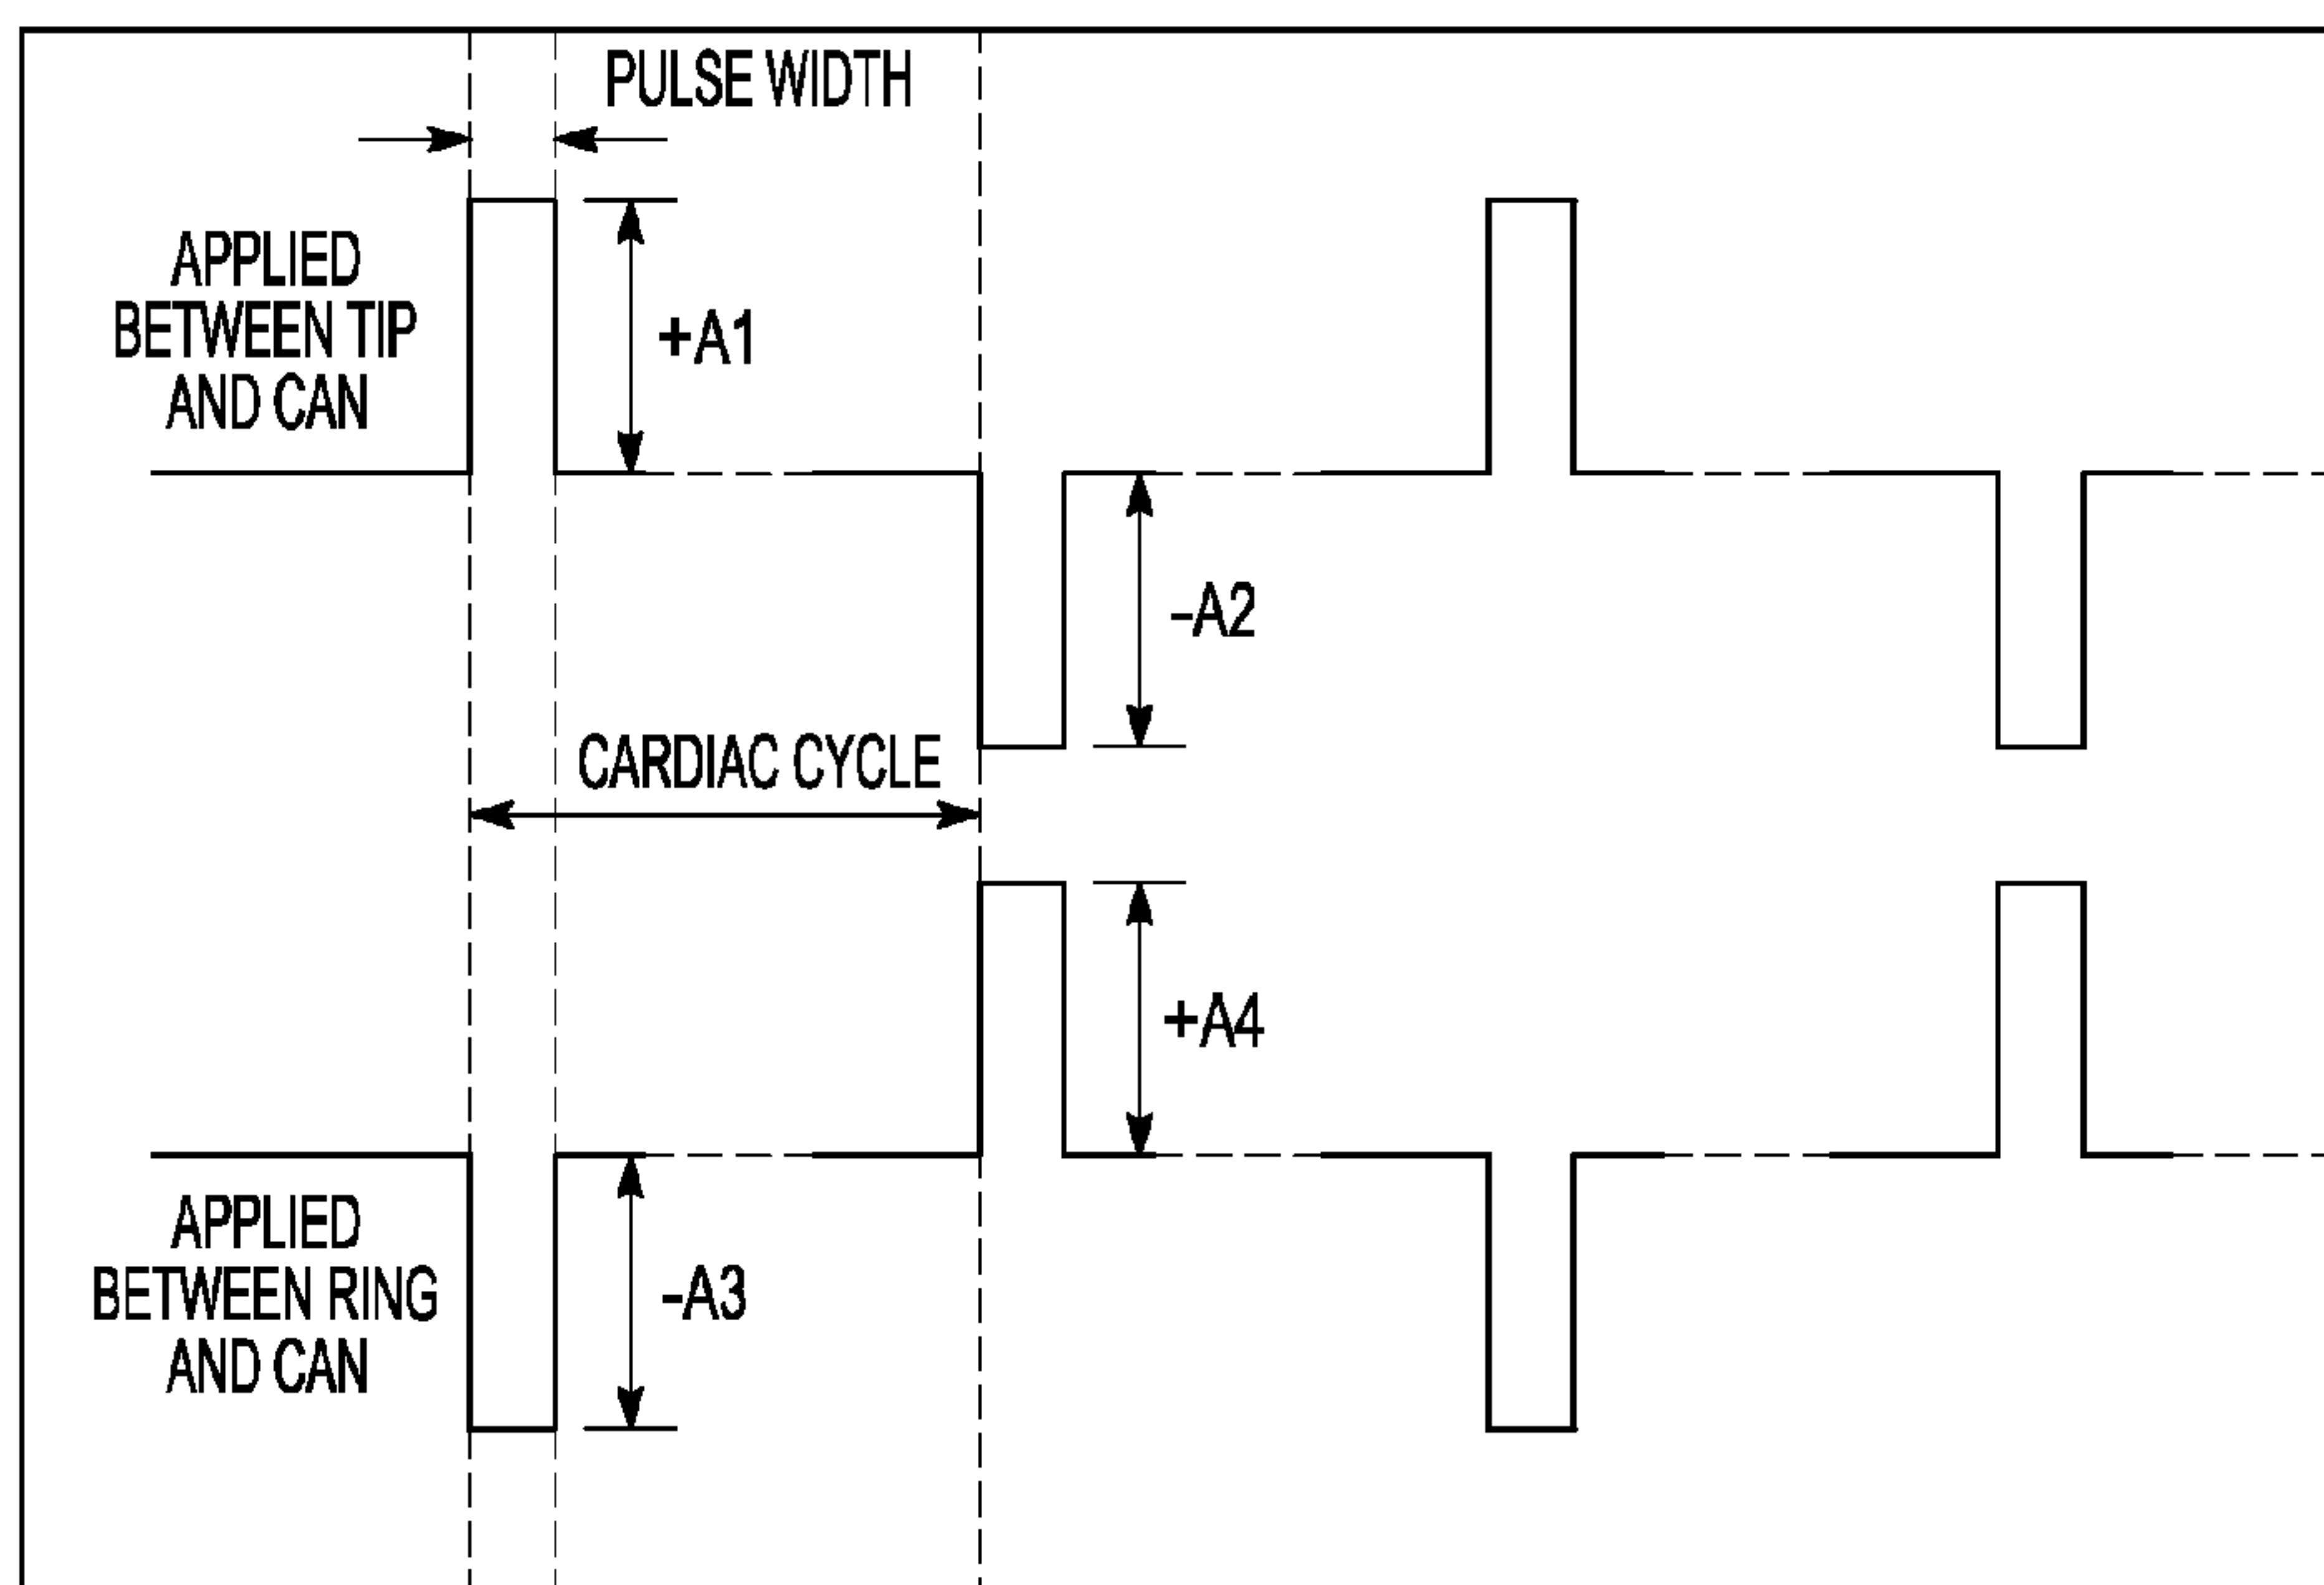 PULSE WIDTH
APPLIED
BETWEEN TIP
AND CAN
+A1
-A2
CARDIAC CYCLE
+A4
APPLIED
BETWEEN RING
AND CAN
-A3